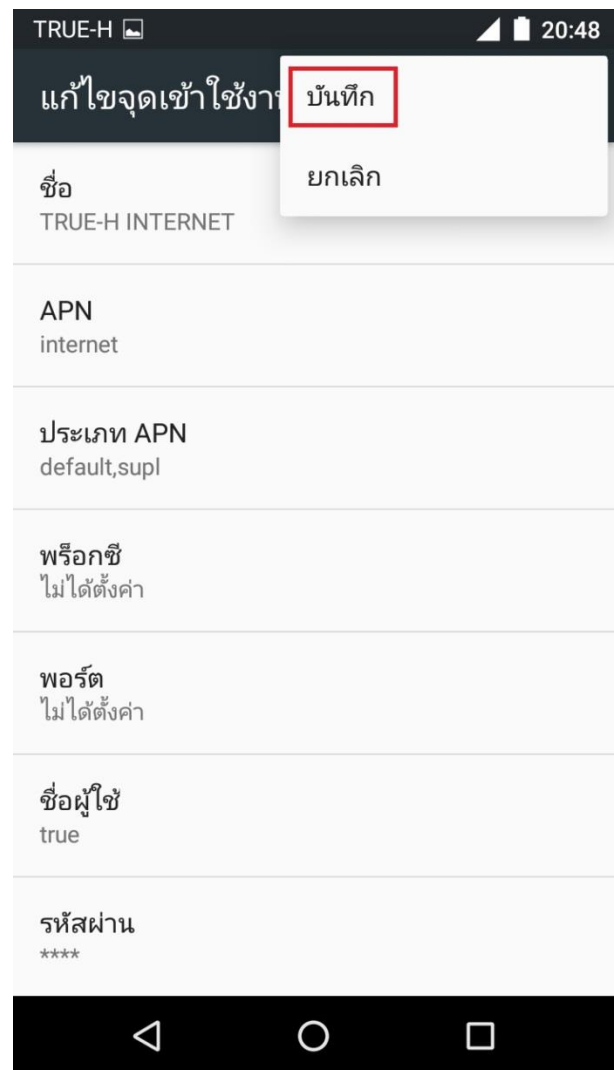 TRUE-H 20:48
แก้ไขจุดเข้าใช้งา
บันทึก
ยกเลิก
ชื่อ
TRUE-H INTERNET
APN
internet
ประเภท APN
default,supl
พร็อกซี
ไม่ได้ตั้งค่า
พอร์ต
ไม่ได้ตั้งค่า
ชื่อผู้ใช้
true
รหัสผ่าน
****